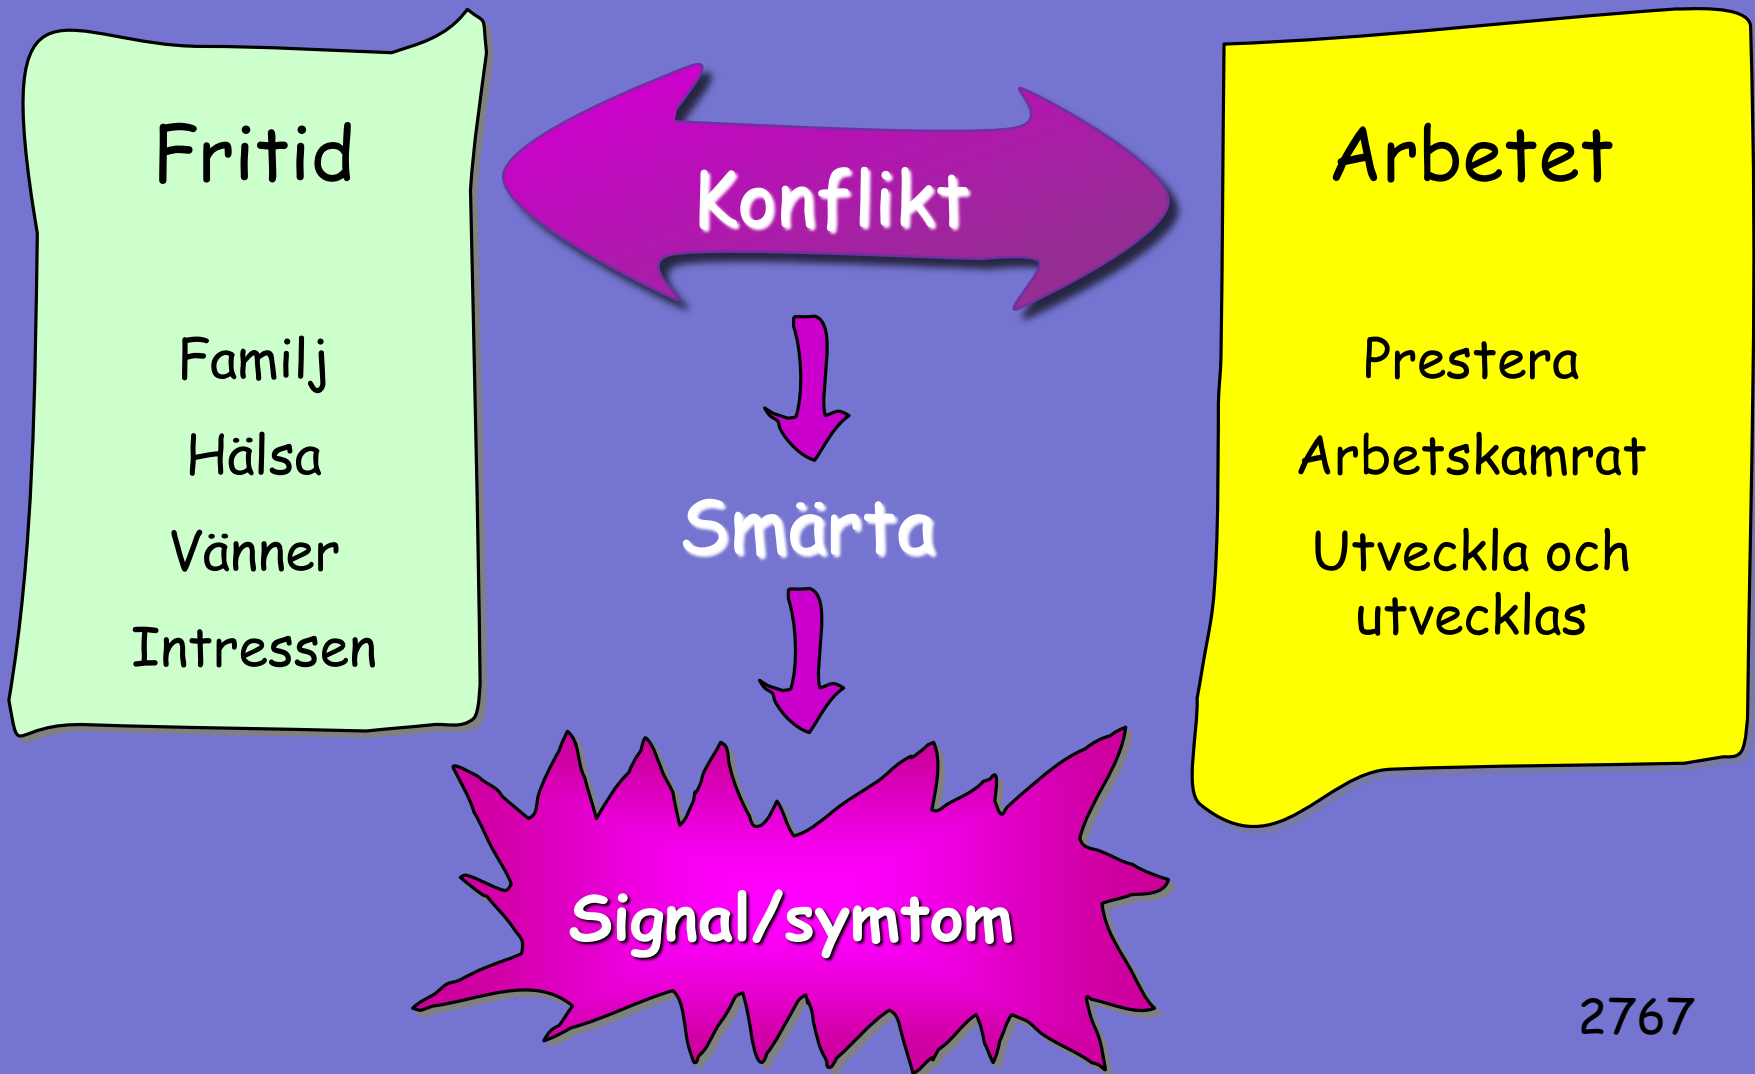 Fritid
Familj
Hälsa
Vänner
Intressen
Konflikt
Smärta
Signal/symtom
Arbetet
Prestera
Arbetskamrat
Utveckla och
utvecklas
2767